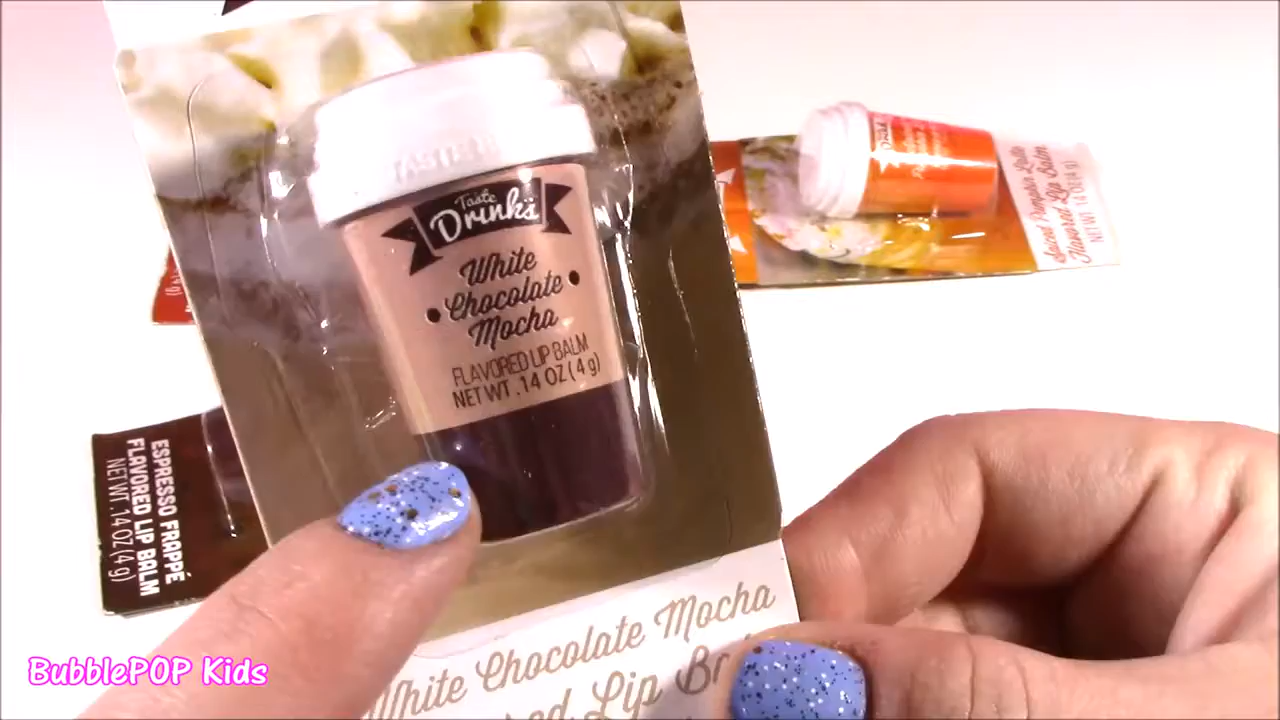 TASTE
Taste
Drinks
White
Chocolate
Mocha
FLAVORED LIP BALM
NET WT .14 OZ (4 g)
White Chocolate Mocha
Lip
Spiced Pumpkin Latte
Flavored Lip Balm
NET WT .14 OZ (4 g)
ESPRESSO FRAPPÉ
FLAVORED LIP BALM
NET WT .14 OZ (4 g)
BubblePOP Kids